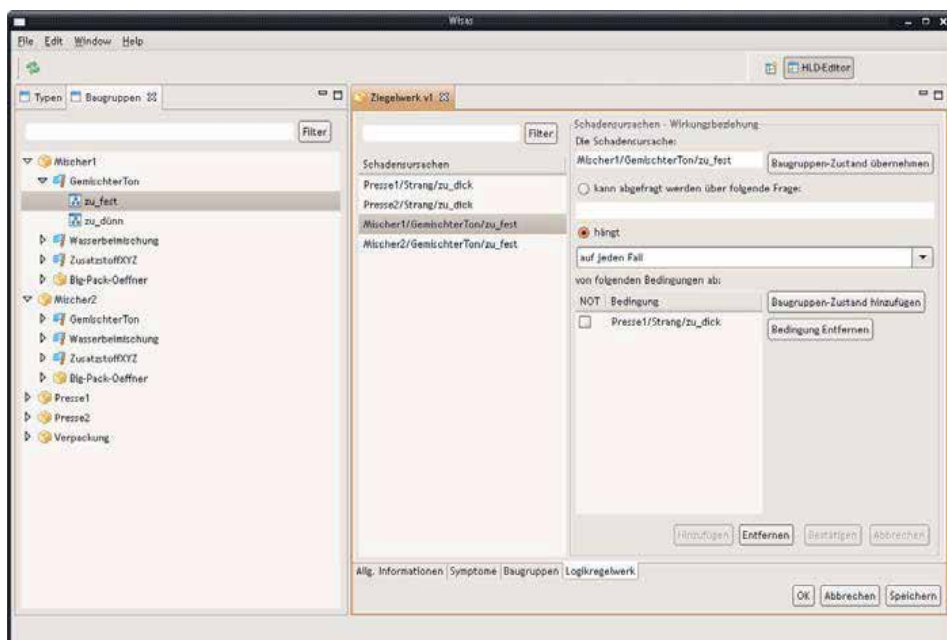 Wisas
File Edit Window Help
HLD-Editor
Typen Baugruppen
Filter
Mischer1
GemischterTon
zu_fest
zu_dünn
Wasserbeimischung
ZusatzstoffXYZ
Big-Pack-Oeffner
Mischer2
GemischterTon
Wasserbeimischung
ZusatzstoffXYZ
Big-Pack-Oeffner
Presse1
Presse2
Verpackung
Ziegelwerk v1
Filter
Schadensursachen
Presse1/Strang/zu_dick
Presse2/Strang/zu_dick
Mischer1/GemischterTon/zu_fest
Mischer2/GemischterTon/zu_fest
Schadensursachen - Wirkungsbeziehung
Die Schadensursache:
Mischer1/GemischterTon/zu_fest Baugruppen-Zustand übernehmen
kann abgefragt werden über folgende Frage:
hängt
auf jeden Fall
von folgenden Bedingungen ab:
NOT Bedingung Baugruppen-Zustand hinzufügen
Presse1/Strang/zu_dick Bedingung Entfernen
Hinzufügen Entfernen Bestätigen Abbrechen
Allg. Informationen Symptome Baugruppen Logikregelwerk
OK Abbrechen Speichern